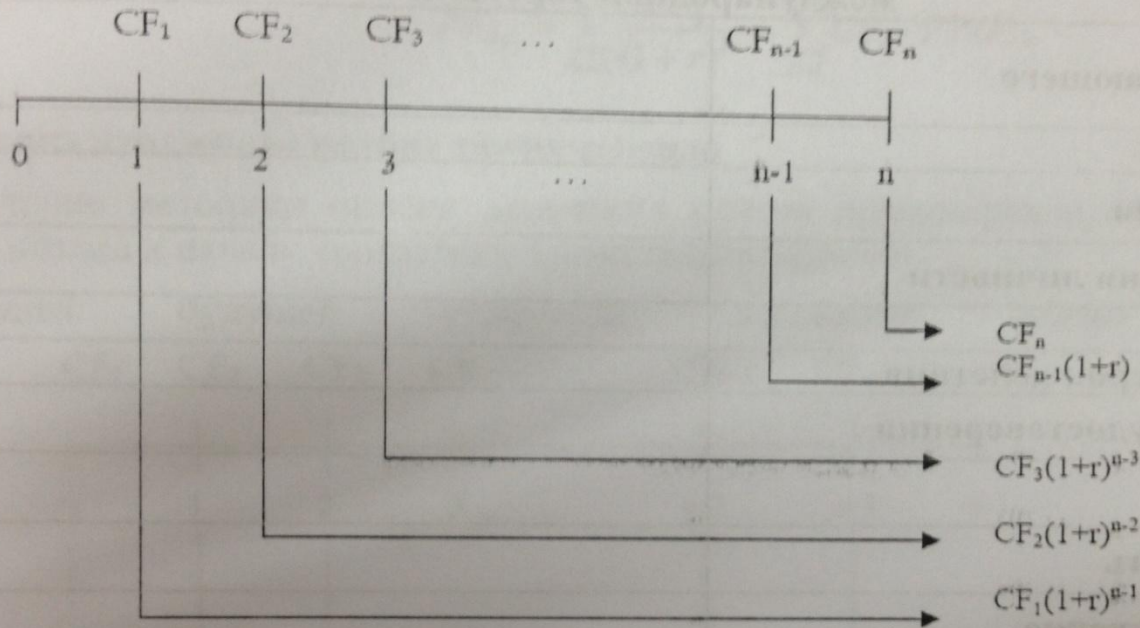 CF₁ CF₂ CF₃ ... CFₙ₋₁ CFₙ
0 1 2 3 ... n-1 n
CFₙ
CFₙ₋₁(1+r)
CF₃(1+r)ⁿ⁻³
CF₂(1+r)ⁿ⁻²
CF₁(1+r)ⁿ⁻¹